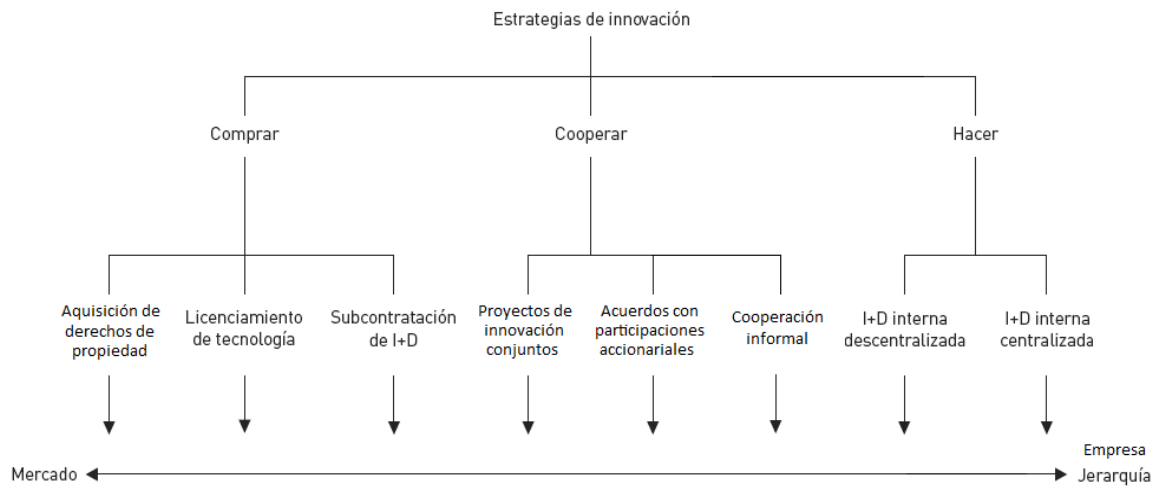 Estrategias de innovación
Comprar
Cooperar
Hacer
Aquisición de
derechos de
propiedad
Licenciamiento
de tecnología
Subcontratación
de I+D
Proyectos de
innovación
conjuntos
Acuerdos con
participaciones
accionariales
Cooperación
informal
I+D interna
descentralizada
I+D interna
centralizada
Mercado
Empresa
Jerarquía